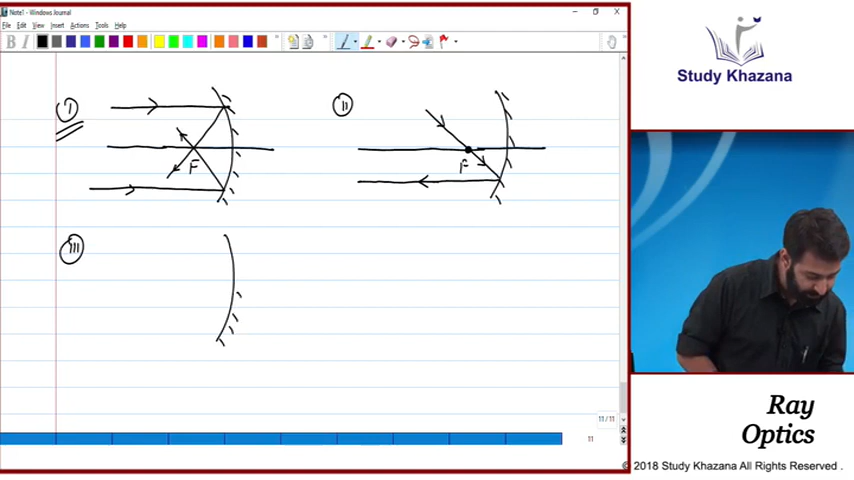 Note1 - Windows Journal
File Edit View Insert Actions Tools Help
B I
Study Khazana
I
II
F
F
III
11 / 11
11
Ray
Optics
© 2018 Study Khazana All Rights Reserved .